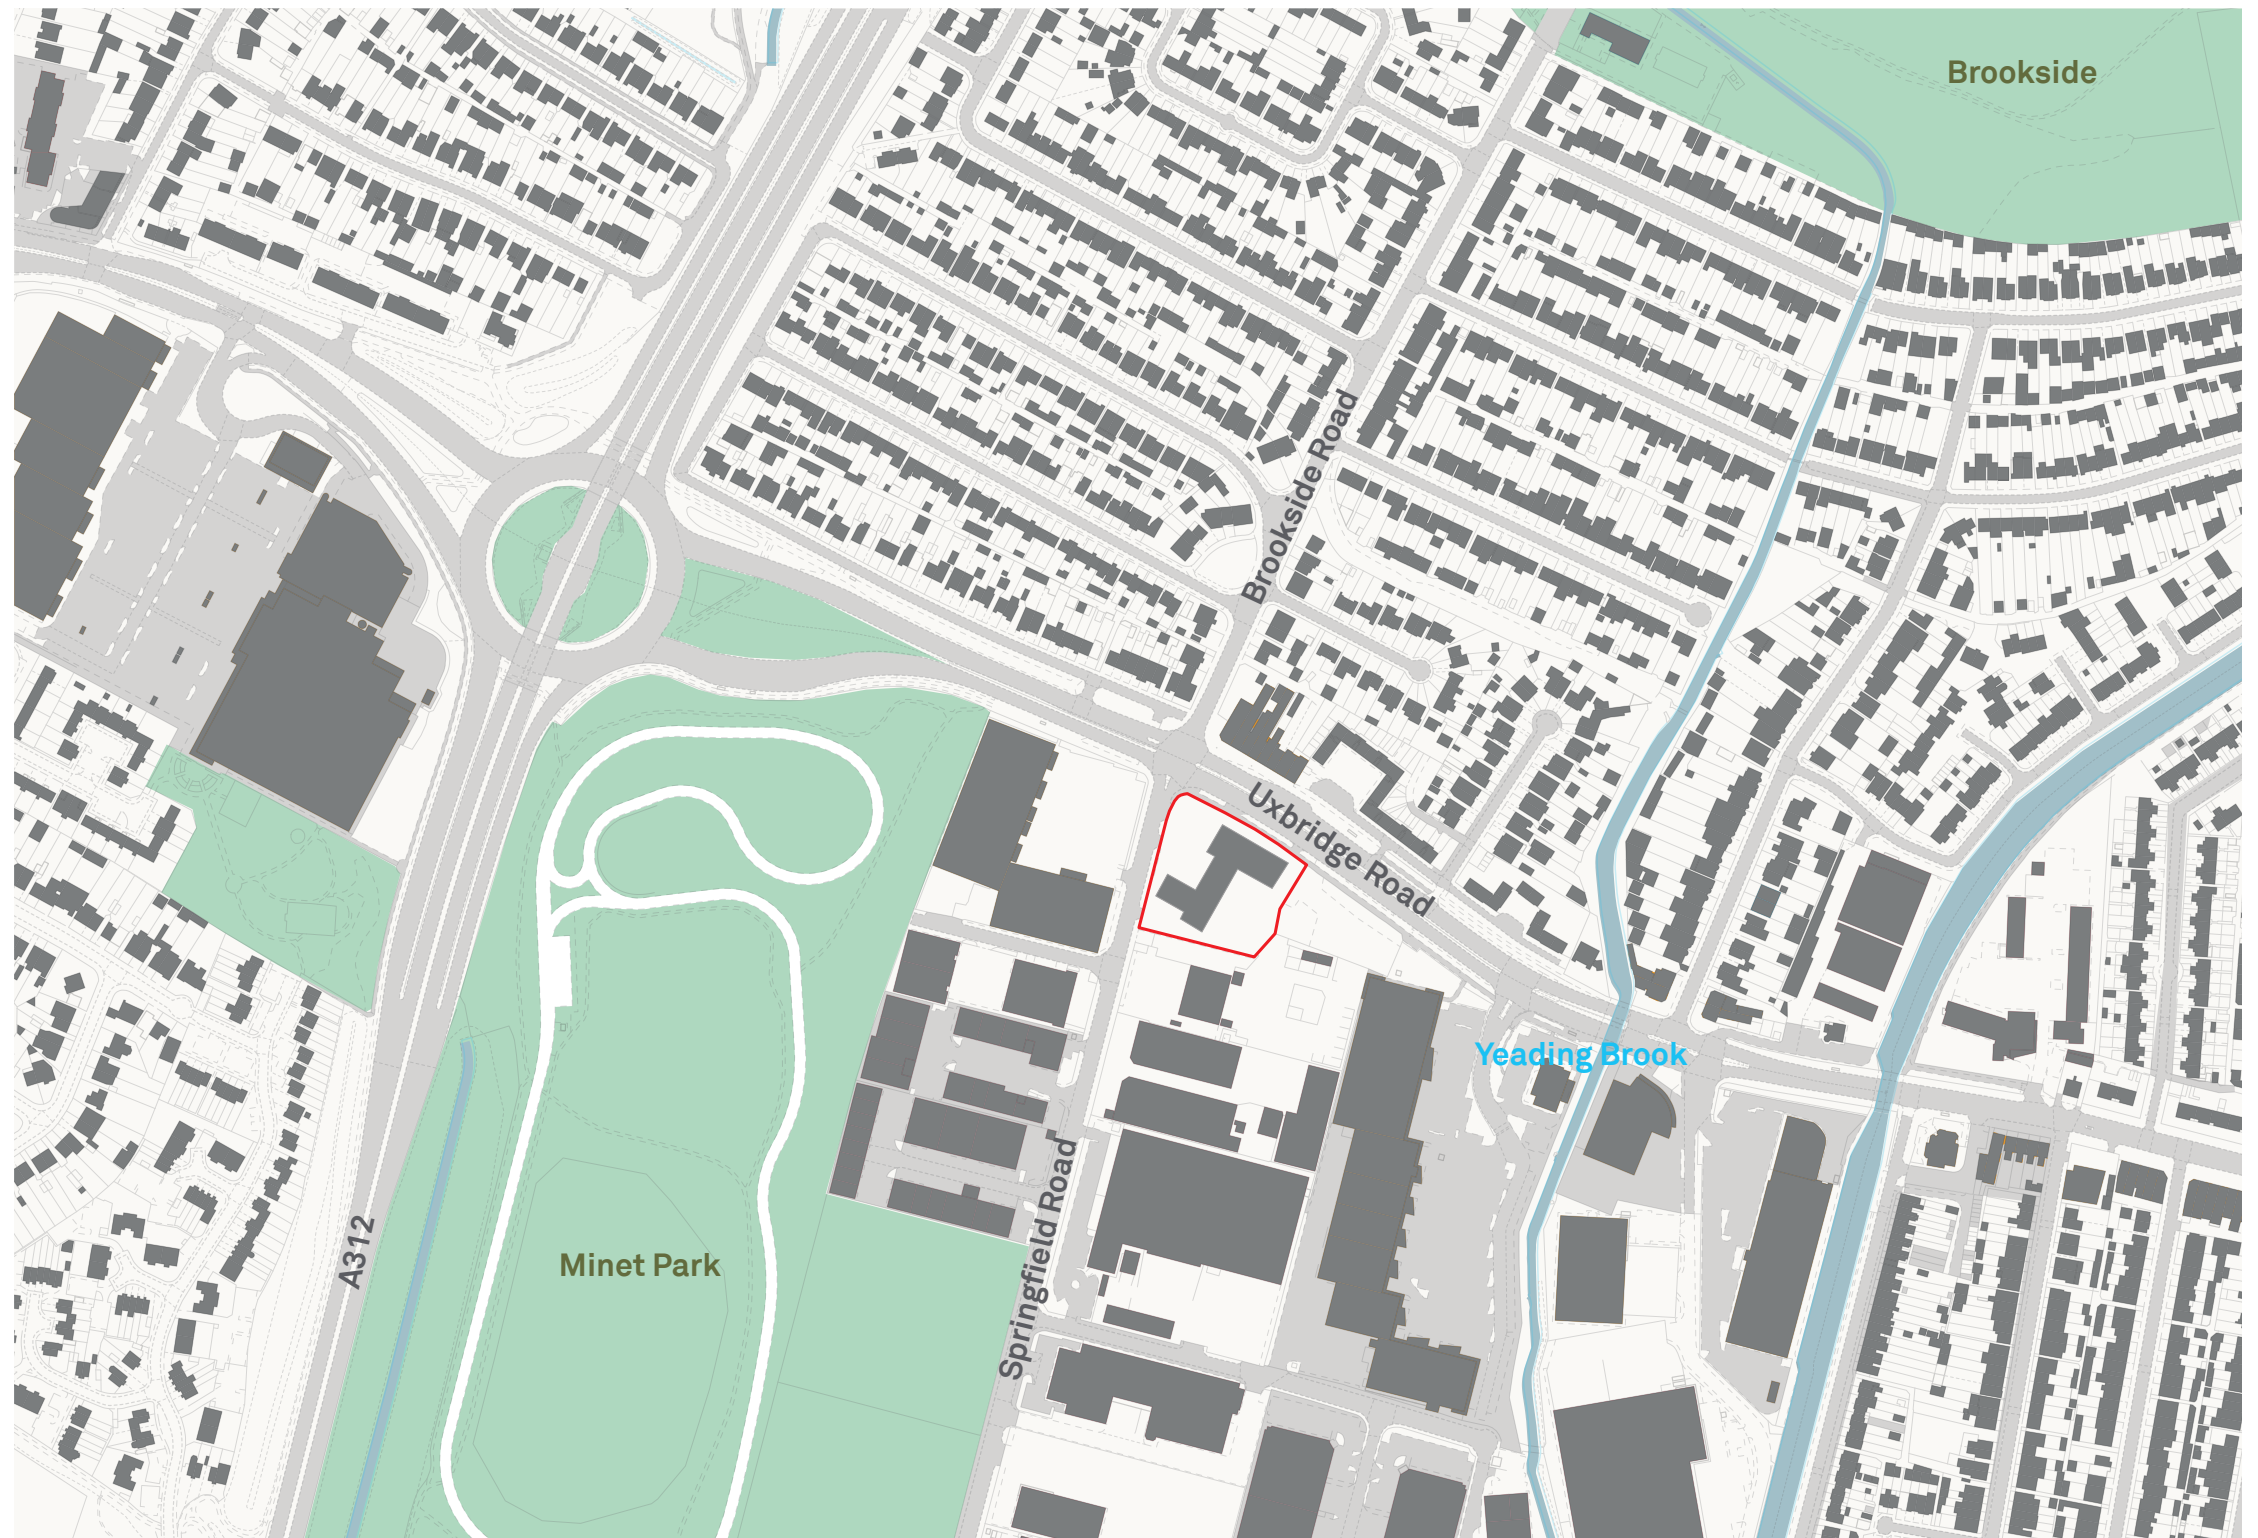 Brookside
Brookside Road
Uxbridge Road
Yeading Brook
Springfield Road
A312
Minet Park